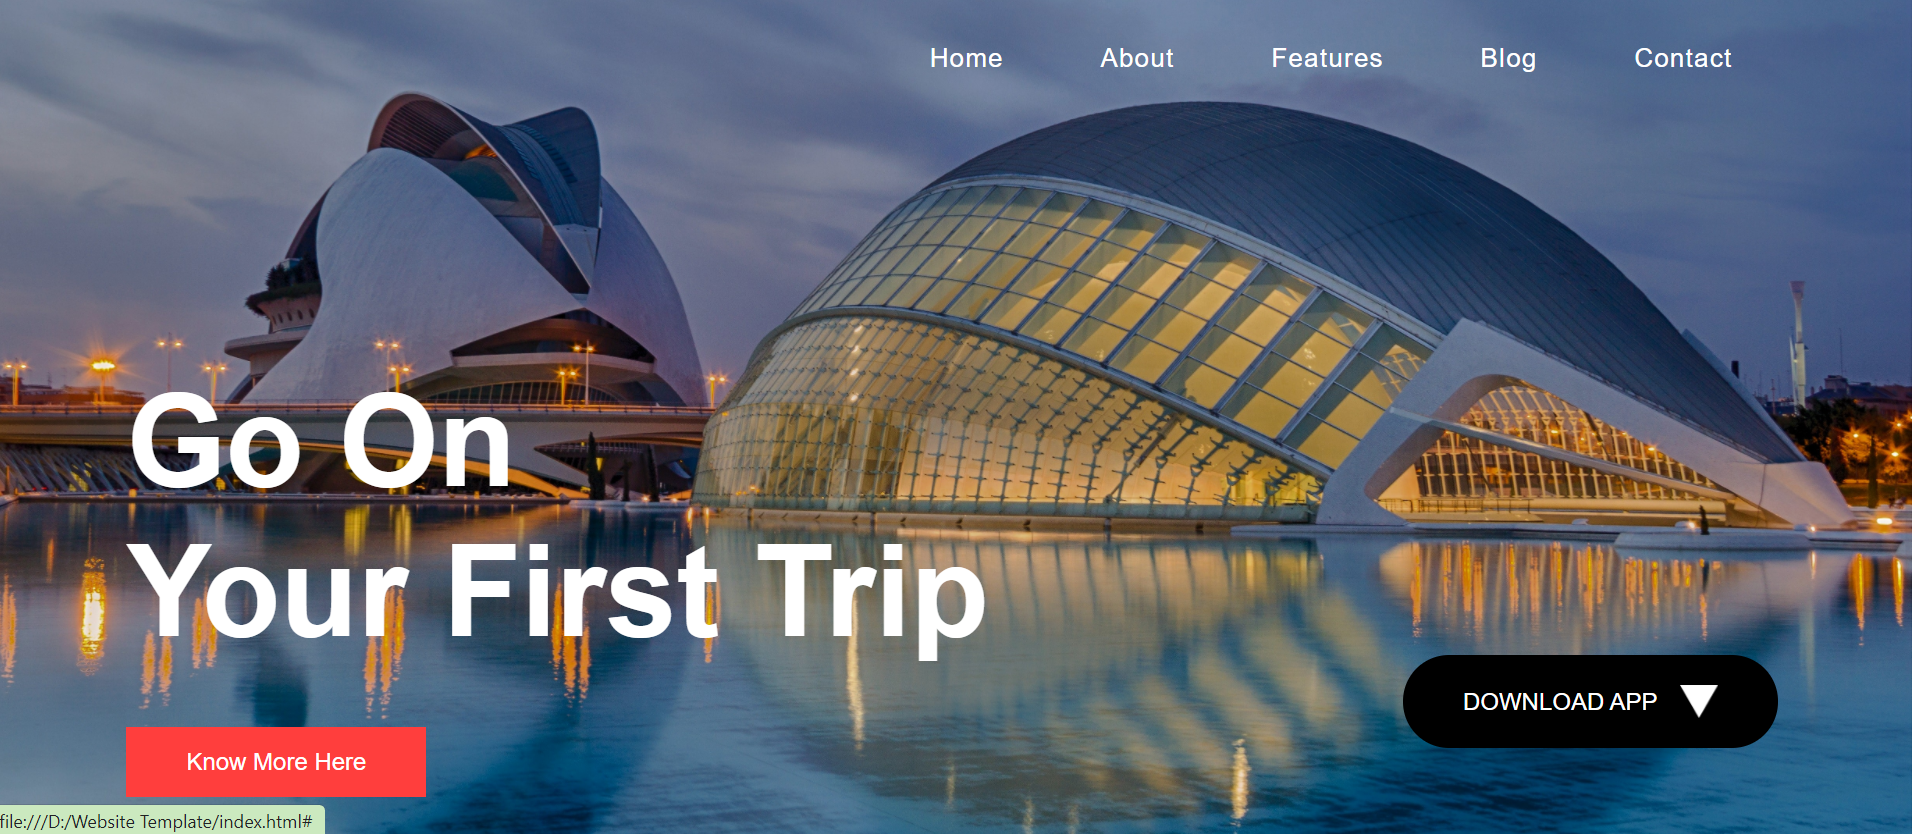 Home About Features Blog Contact
Go On
Your First Trip
DOWNLOAD APP
Know More Here
file:///D:/Website Template/index.html#